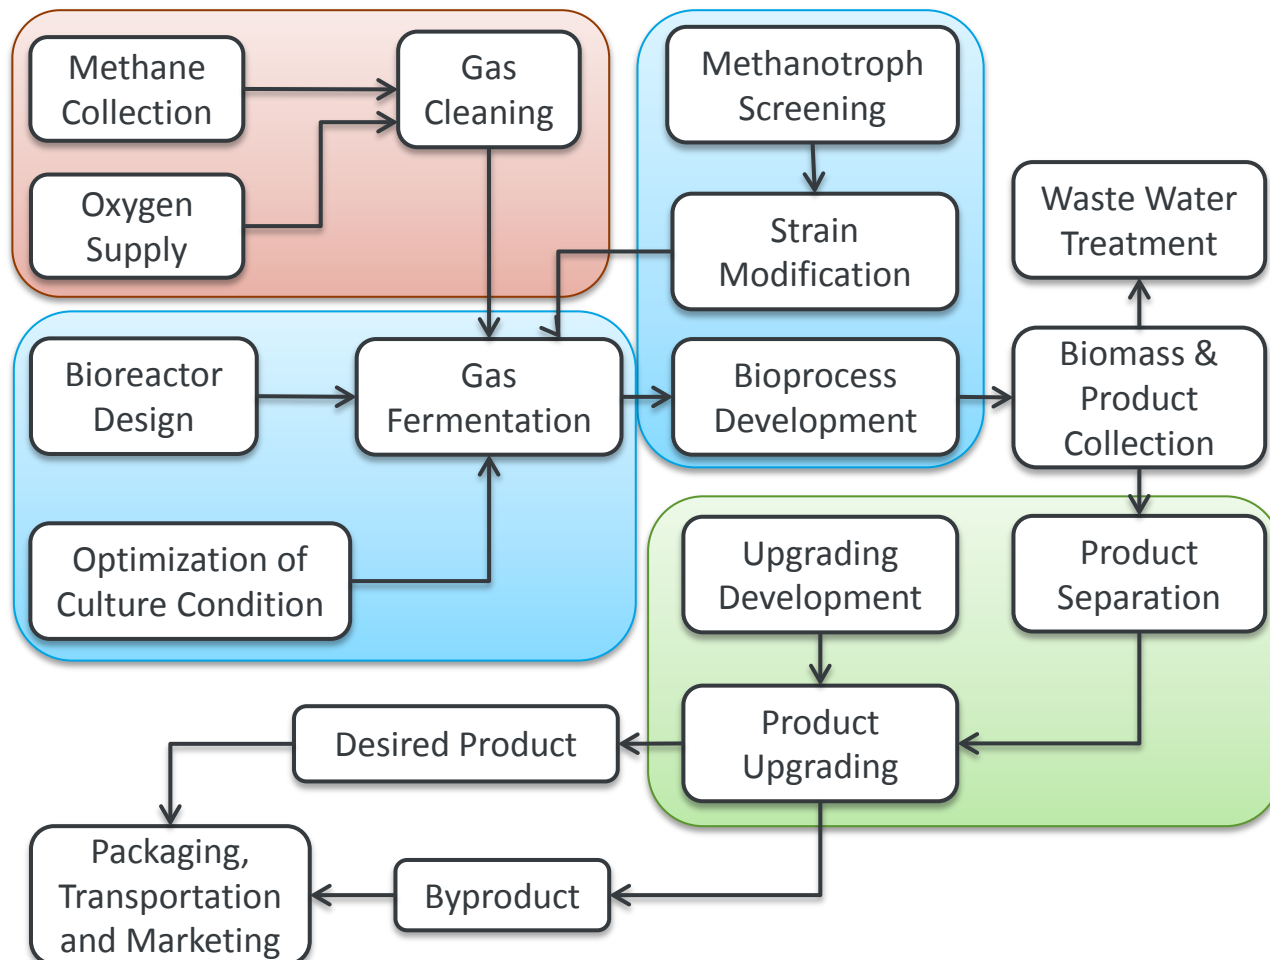 Methane
Collection
Gas
Cleaning
Oxygen
Supply
Methanotroph
Screening
Strain
Modification
Waste Water
Treatment
Bioreactor
Design
Gas
Fermentation
Bioprocess
Development
Biomass &
Product
Collection
Optimization of
Culture Condition
Upgrading
Development
Product
Separation
Product
Upgrading
Desired Product
Byproduct
Packaging,
Transportation
and Marketing